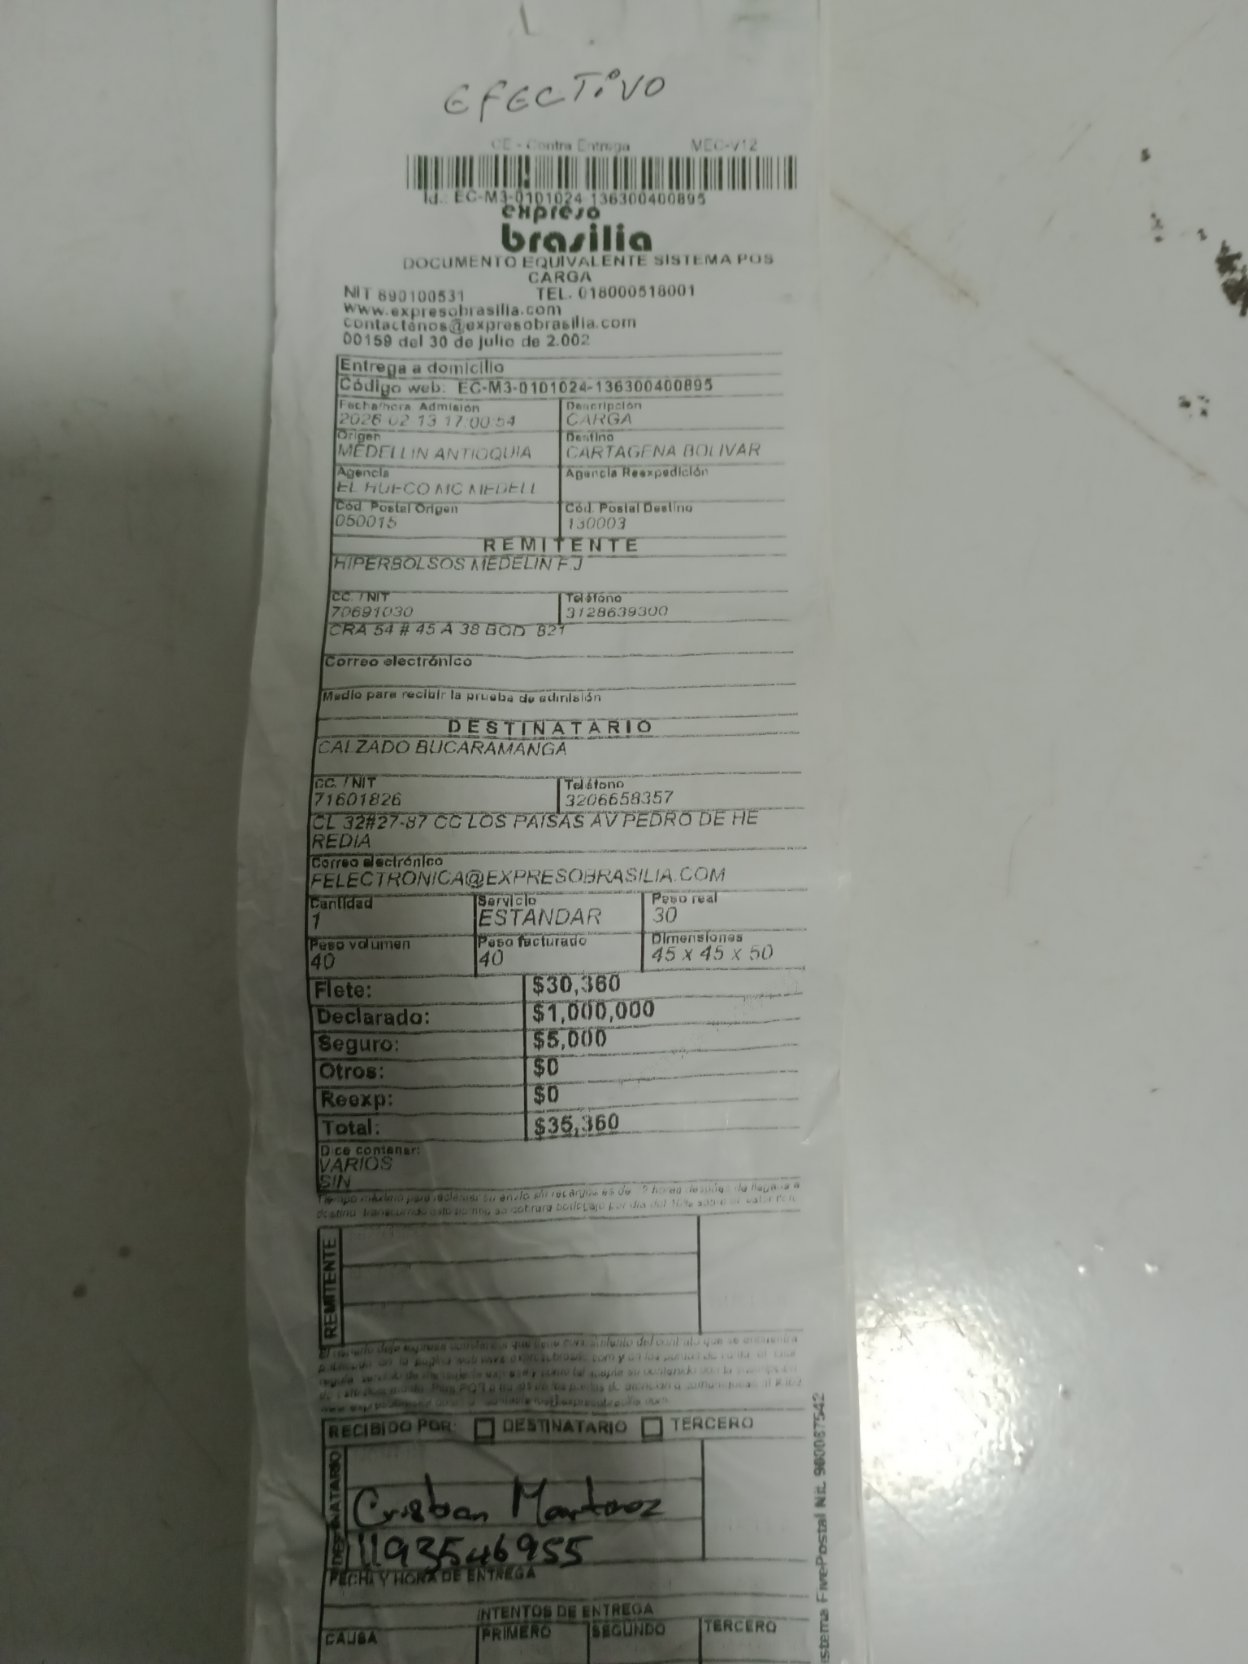 EFECTIVO
CE - Contra Entrega MEC-V12
Id.: EC-M3-0101024 136300400895
expreso
brasilia
DOCUMENTO EQUIVALENTE SISTEMA POS
CARGA
NIT 890100531 TEL. 018000518001
www.expresobrasilia.com
contactenos@expresobrasilia.com
00159 del 30 de julio de 2.002
Entrega a domicilio
Código web: EC-M3-0101024-136300400895
Fecha/hora Admisión Descripción
2026 02 13 17:00:54 CARGA
Origen Destino
MEDELLIN ANTIOQUIA CARTAGENA BOLIVAR
Agencia Agencia Reexpedición
EL HUECO MC MEDELL
Cód. Postal Origen Cód. Postal Destino
050015 130003
REMITENTE
HIPERBOLSOS MEDELIN F.J
CC. / NIT Teléfono
70691030 3128639300
CRA 54 # 45 A 38 BOD 821
Correo electrónico
Medio para recibir la prueba de admisión
DESTINATARIO
CALZADO BUCARAMANGA
CC. / NIT Teléfono
71601826 3206658357
CL 32#27-87 CC LOS PAISAS AV PEDRO DE HE
REDIA
Correo electrónico
FELECTRONICA@EXPRESOBRASILIA.COM
Cantidad Servicio Peso real
1 ESTANDAR 30
Peso volumen Peso facturado Dimensiones
40 40 45 x 45 x 50
Flete: $30,360
Declarado: $1,000,000
Seguro: $5,000
Otros: $0
Reexp: $0
Total: $35,360
Dice contener:
VARIOS
SIN
REMITENTE
RECIBIDO POR: DESTINATARIO TERCERO
DESTINATARIO
Cristian Martinez
1193546955
FECHA Y HORA DE ENTREGA
INTENTOS DE ENTREGA
CAUSA PRIMERO SEGUNDO TERCERO